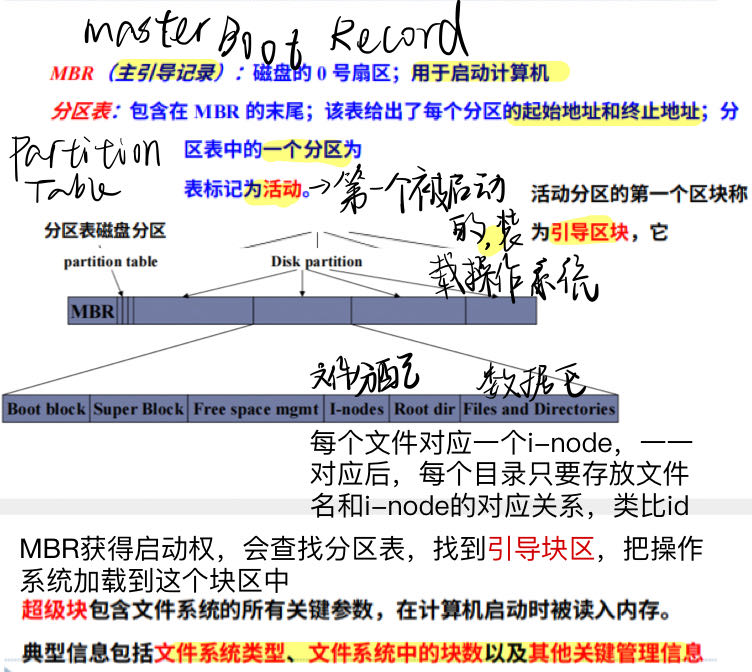 master Boot Record
MBR（主引导记录）：磁盘的 0 号扇区；用于启动计算机
分区表：包含在 MBR 的末尾；该表给出了每个分区的起始地址和终止地址；分
Partition Table
区表中的一个分区为
表标记为活动。→第一个被启动的，装载操作系统
活动分区的第一个区块称
为引导区块，它
分区表磁盘分区
partition table
Disk partition
MBR
文件分配
数据
Boot block Super Block Free space mgmt I-nodes Root dir Files and Directories
每个文件对应一个i-node，一一
对应后，每个目录只要存放文件
名和i-node的对应关系，类比id
MBR获得启动权，会查找分区表，找到引导块区，把操作
系统加载到这个块区中
超级块包含文件系统的所有关键参数，在计算机启动时被读入内存。
典型信息包括文件系统类型、文件系统中的块数以及其他关键管理信息